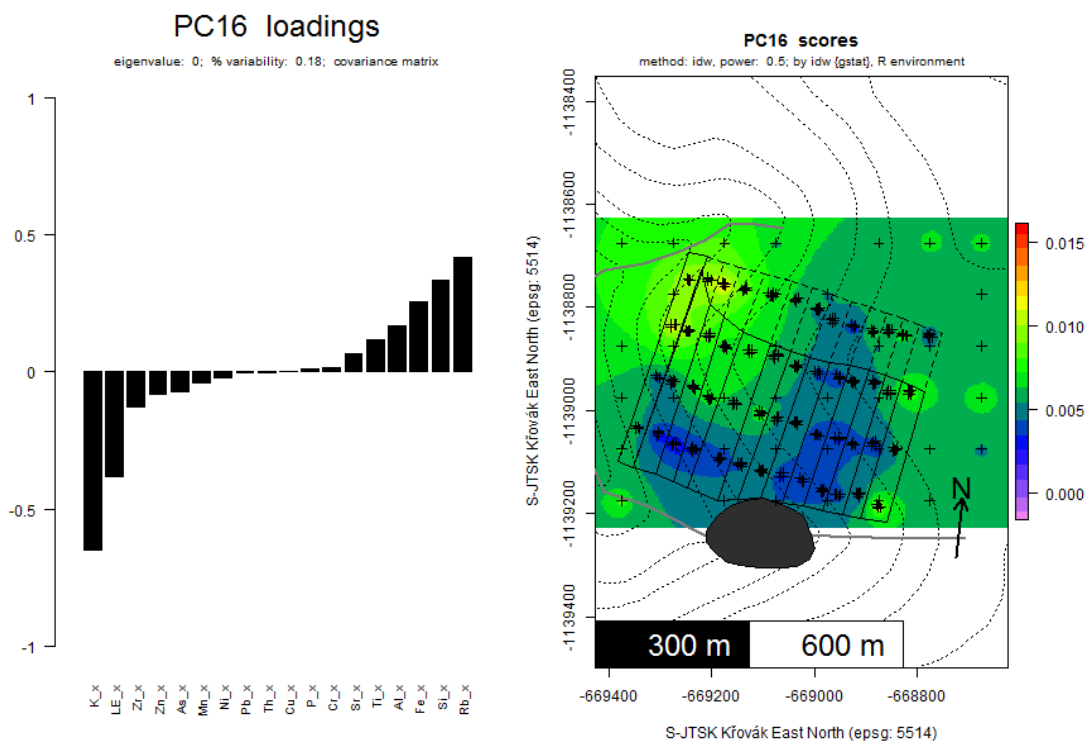 PC16 loadings
eigenvalue: 0; % variability: 0.18; covariance matrix
1
0.5
0
-0.5
-1
K_x
LE_x
Zr_x
Zn_x
As_x
Mn_x
Ni_x
Pb_x
Th_x
Cu_x
P_x
Cr_x
Sr_x
Ti_x
Al_x
Fe_x
Si_x
Rb_x
PC16 scores
method: idw, power: 0.5; by idw {gstat}, R environment
S-JTSK Křovák East North (epsg: 5514)
-1138400
-1138600
-1138800
-1139000
-1139200
-1139400
N
300 m
600 m
-669400
-669200
-669000
-668800
S-JTSK Křovák East North (epsg: 5514)
0.015
0.010
0.005
0.000